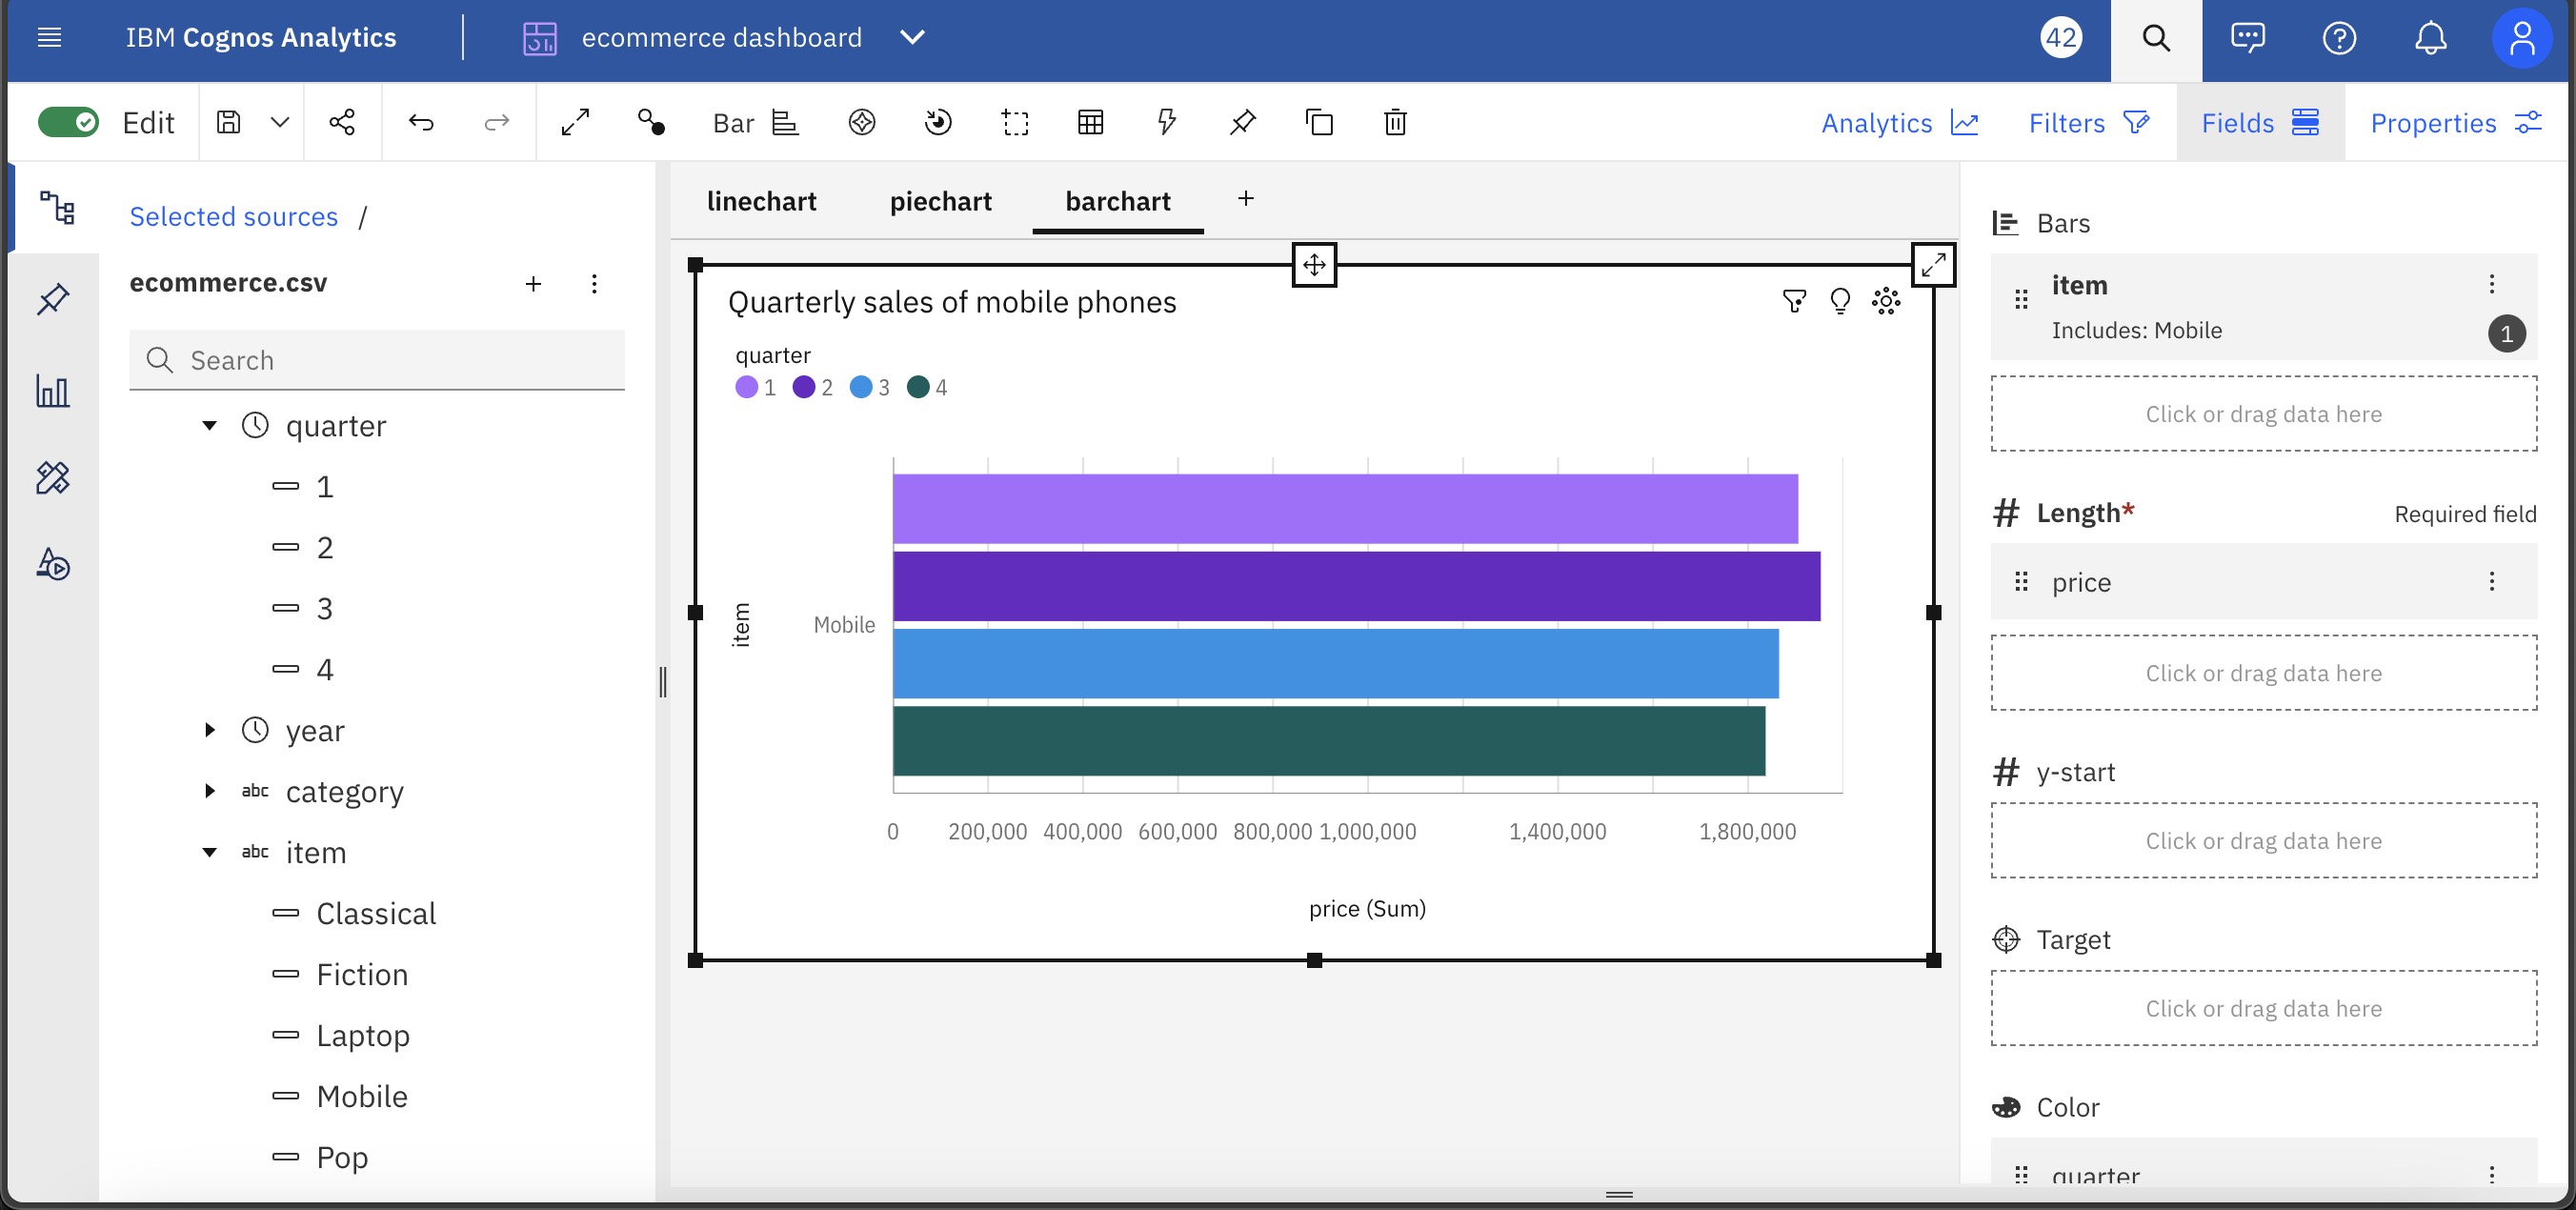 IBM Cognos Analytics
ecommerce dashboard
42
Edit
Bar
Analytics
Filters
Fields
Properties
Selected sources /
ecommerce.csv
Search
quarter
1
2
3
4
year
abc category
abc item
Classical
Fiction
Laptop
Mobile
Pop
linechart
piechart
barchart
Quarterly sales of mobile phones
quarter
1 2 3 4
item
Mobile
0 200,000 400,000 600,000 800,000 1,000,000 1,400,000 1,800,000
price (Sum)
Bars
item
Includes: Mobile
1
Click or drag data here
Length*
Required field
price
Click or drag data here
y-start
Click or drag data here
Target
Click or drag data here
Color
quarter